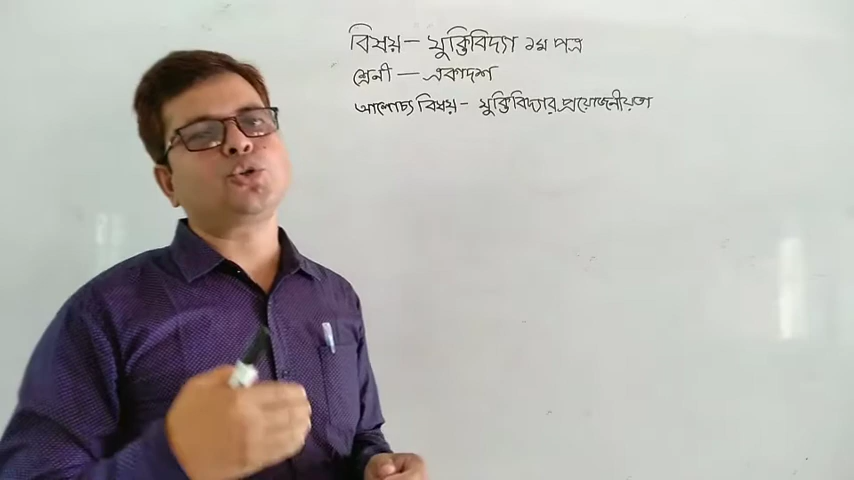 বিষয় - যুক্তিবিদ্যা ১ম পত্র
শ্রেনী — একাদশ
আলোচ্য বিষয় - যুক্তিবিদ্যার প্রয়োজনীয়তা